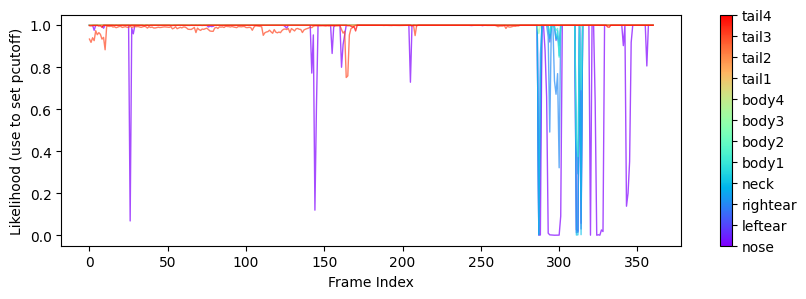 Likelihood (use to set pcutoff)
1.0
0.8
0.6
0.4
0.2
0.0
0
50
100
150
200
250
300
350
Frame Index
tail4
tail3
tail2
tail1
body4
body3
body2
body1
neck
rightear
leftear
nose